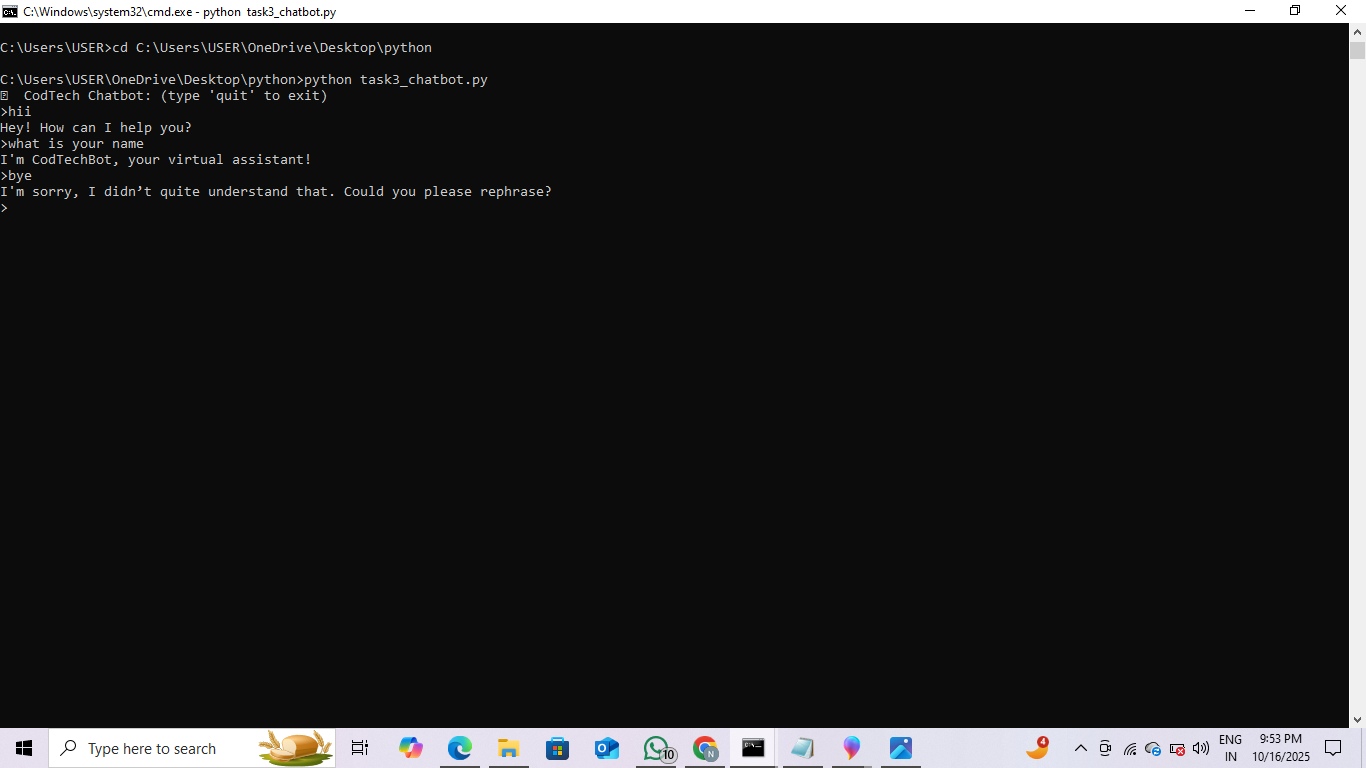 C:\Windows\system32\cmd.exe - python  task3_chatbot.py
C:\Users\USER>cd C:\Users\USER\OneDrive\Desktop\python
C:\Users\USER\OneDrive\Desktop\python>python task3_chatbot.py
CodTech Chatbot: (type 'quit' to exit)
>hii
Hey! How can I help you?
>what is your name
I'm CodTechBot, your virtual assistant!
>bye
I'm sorry, I didn’t quite understand that. Could you please rephrase?
>
Type here to search
10
N
4
ENG
IN
9:53 PM
10/16/2025